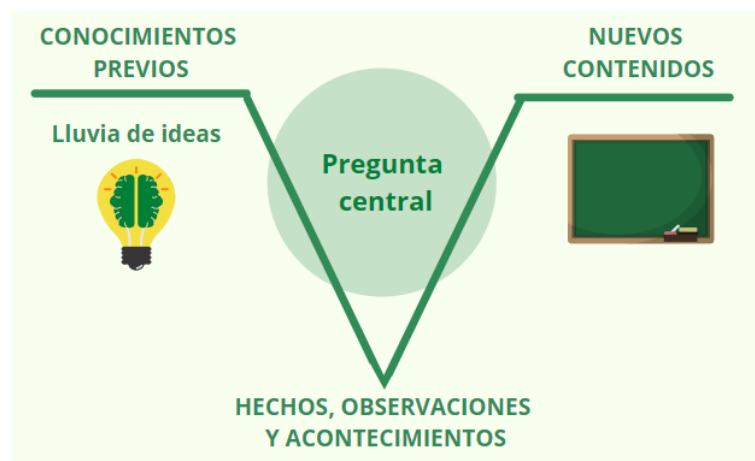 CONOCIMIENTOS
PREVIOS
NUEVOS
CONTENIDOS
Lluvia de ideas
Pregunta
central
HECHOS, OBSERVACIONES
Y ACONTECIMIENTOS